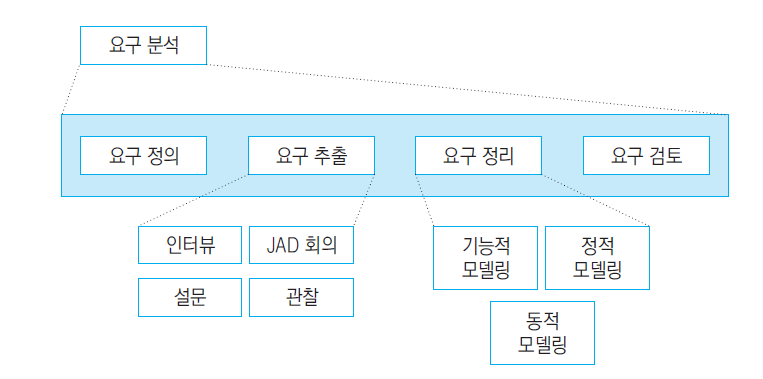 요구 분석
요구 정의
요구 추출
요구 정리
요구 검토
인터뷰
JAD 회의
설문
관찰
기능적
모델링
정적
모델링
동적
모델링